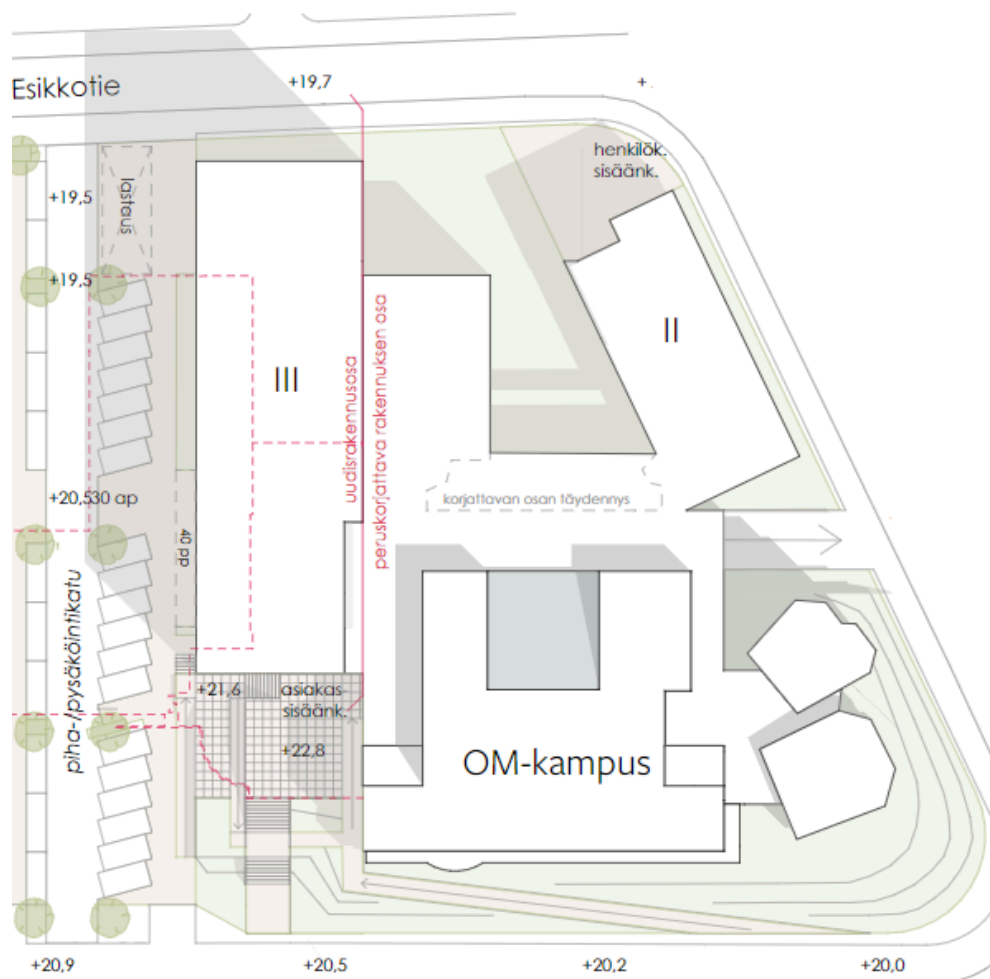 Esikkotie
+19,7
+.
henkilök.
sisäänk.
+19,5
lastaus
+19,5
III
II
uudisrakennusosa
peruskorjattava rakennuksen osa
+20,530 ap
korjattavan osan täydennys
40 pp
piha-/pysäköintikatu
+21,6
asiakas-
sisäänk.
+22,8
OM-kampus
+20,9
+20,5
+20,2
+20,0